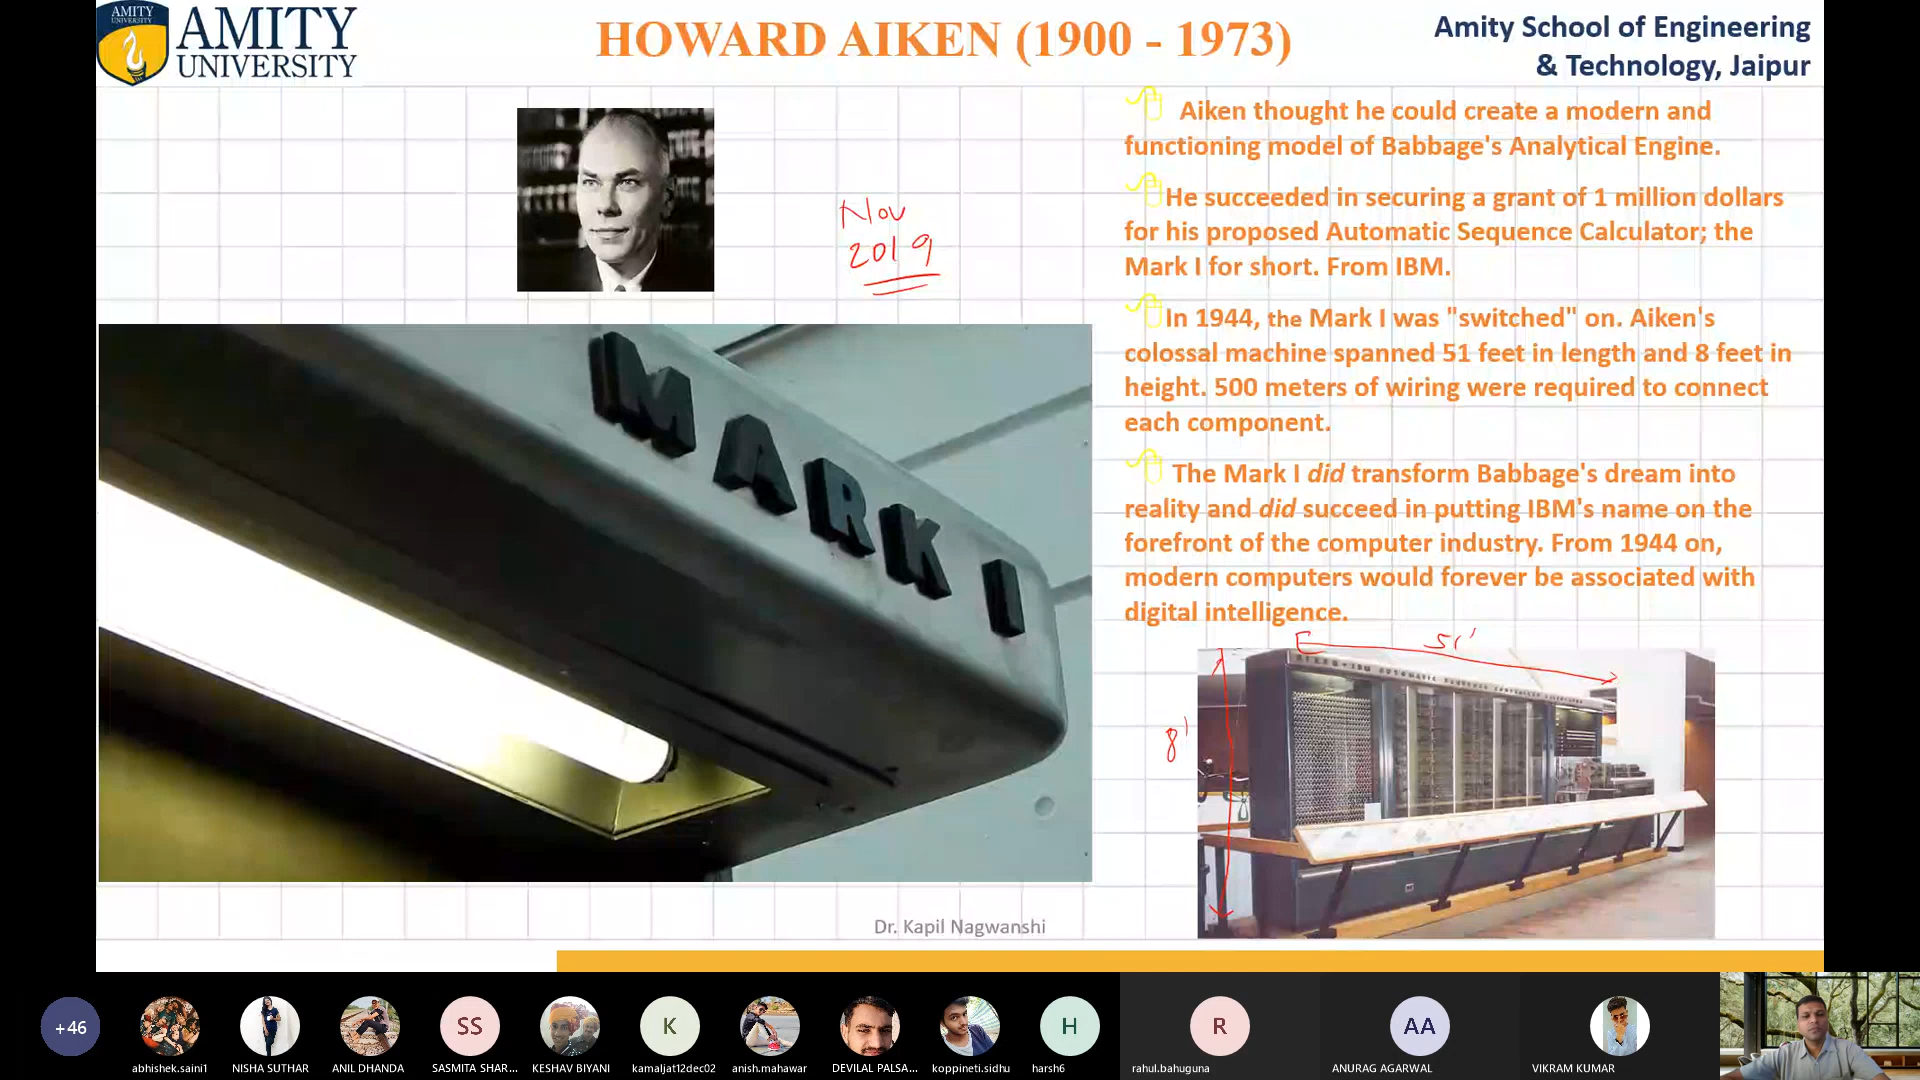 AMITY
UNIVERSITY
AMITY
UNIVERSITY
HOWARD AIKEN (1900 - 1973)
Amity School of Engineering
& Technology, Jaipur
Aiken thought he could create a modern and
functioning model of Babbage's Analytical Engine.
He succeeded in securing a grant of 1 million dollars
for his proposed Automatic Sequence Calculator; the
Mark I for short. From IBM.
In 1944, the Mark I was "switched" on. Aiken's
colossal machine spanned 51 feet in length and 8 feet in
height. 500 meters of wiring were required to connect
each component.
The Mark I did transform Babbage's dream into
reality and did succeed in putting IBM's name on the
forefront of the computer industry. From 1944 on,
modern computers would forever be associated with
digital intelligence.
Nov
2019
MARK I
51'
8'
Dr. Kapil Nagwanshi
+46
SS
K
H
R
AA
abhishek.saini1
NISHA SUTHAR
ANIL DHANDA
SASMITA SHAR...
KESHAV BIYANI
kamaljat12dec02
anish.mahawar
DEVILAL PALSA...
koppineti.sidhu
harsh6
rahul.bahuguna
ANURAG AGARWAL
VIKRAM KUMAR